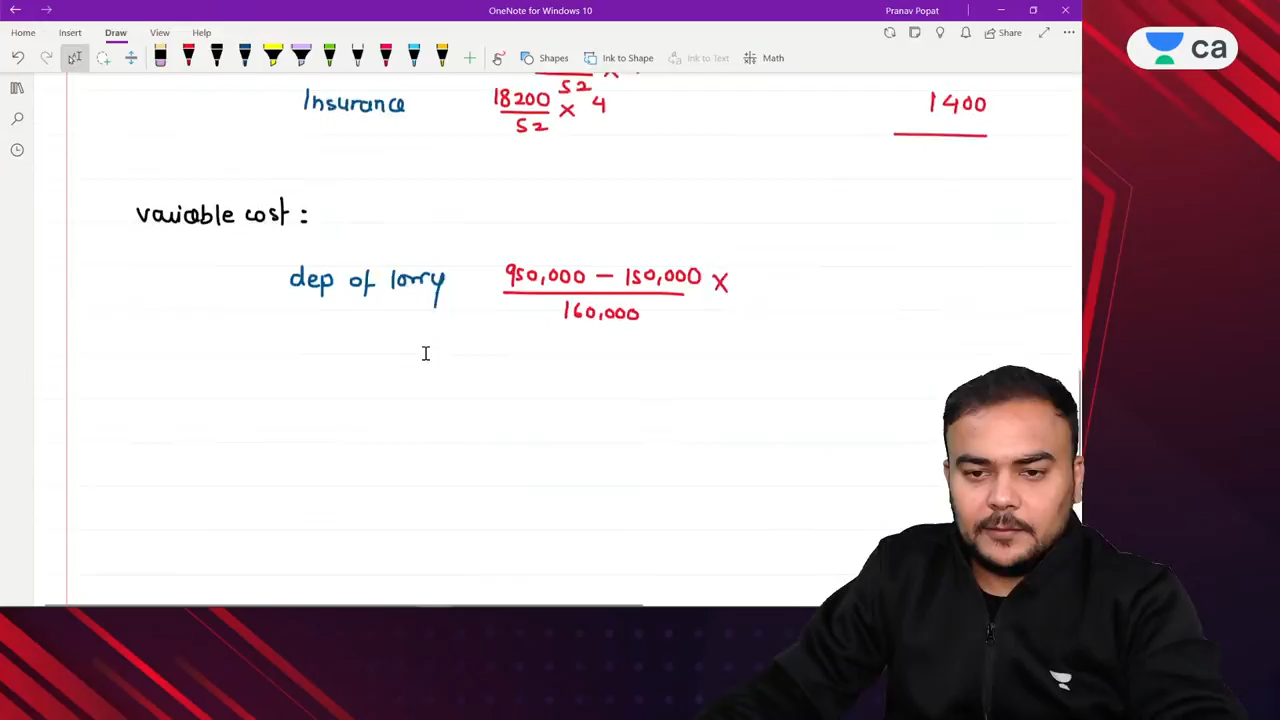 OneNote for Windows 10
Pranav Popat
Home Insert Draw View Help
Share
Shapes Ink to Shape Ink to Text Math
ca
52
Insurance 18200 × 4 1400
52
variable cost :
dep of lorry 950,000 – 150,000 ×
160,000